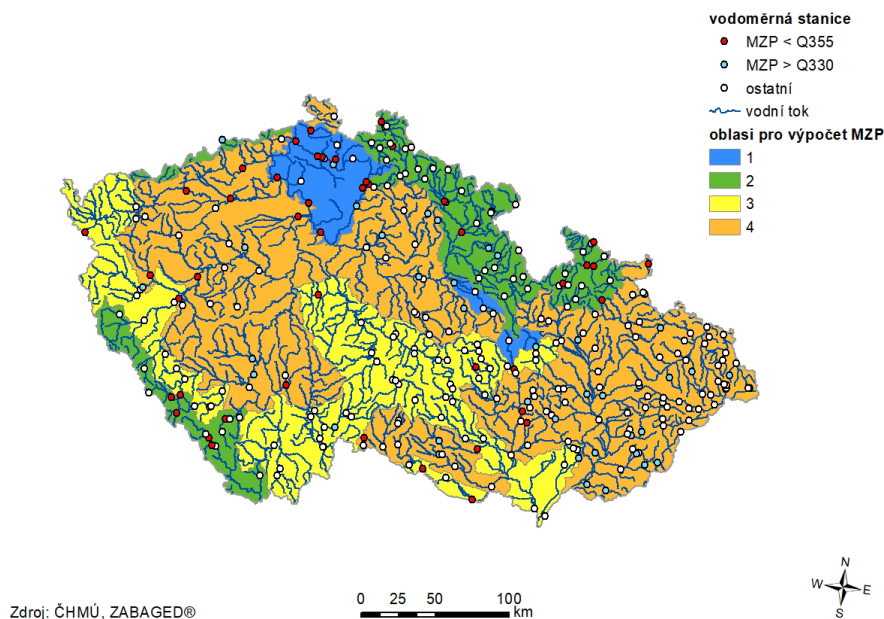 vodoměrná stanice
MZP < Q355
MZP > Q330
ostatní
vodní tok
oblasi pro výpočet MZP
1
2
3
4
N
W E
S
0 25 50 100
km
Zdroj: ČHMÚ, ZABAGED®